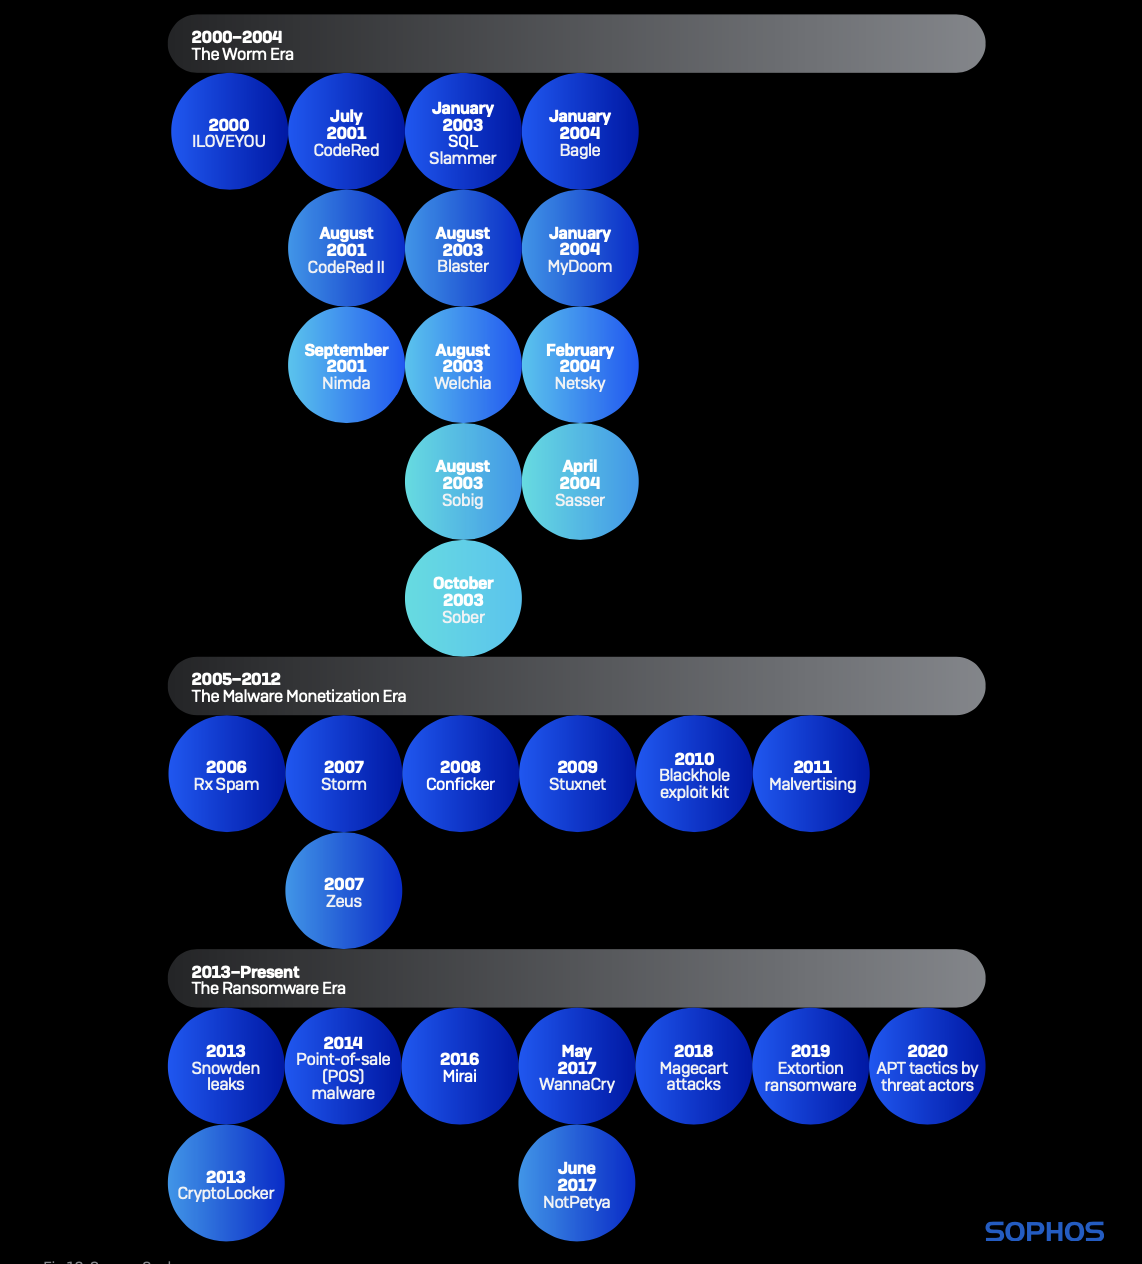 2000–2004
The Worm Era
2000
ILOVEYOU
July
2001
CodeRed
January
2003
SQL
Slammer
January
2004
Bagle
August
2001
CodeRed II
August
2003
Blaster
January
2004
MyDoom
September
2001
Nimda
August
2003
Welchia
February
2004
Netsky
August
2003
Sobig
April
2004
Sasser
October
2003
Sober
2005–2012
The Malware Monetization Era
2006
Rx Spam
2007
Storm
2008
Conficker
2009
Stuxnet
2010
Blackhole
exploit kit
2011
Malvertising
2007
Zeus
2013–Present
The Ransomware Era
2013
Snowden
leaks
2014
Point-of-sale
(POS)
malware
2016
Mirai
May
2017
WannaCry
2018
Magecart
attacks
2019
Extortion
ransomware
2020
APT tactics by
threat actors
2013
CryptoLocker
June
2017
NotPetya
SOPHOS